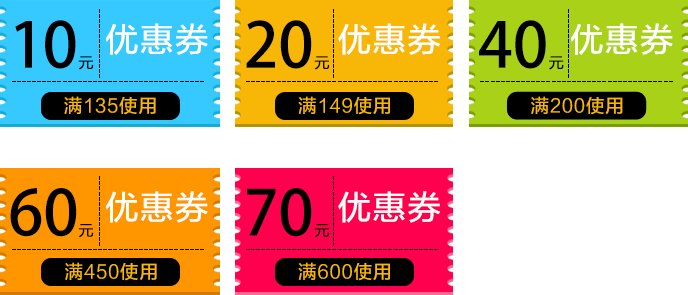 10元 优惠券
满135使用
20元 优惠券
满149使用
40元 优惠券
满200使用
60元 优惠券
满450使用
70元 优惠券
满600使用